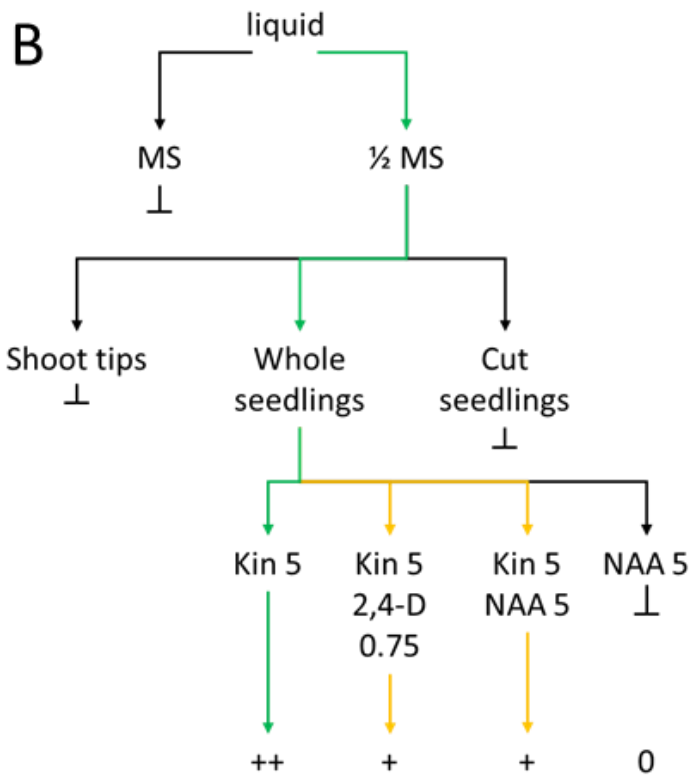 B
liquid
MS
½ MS
⊥
Shoot tips
Whole
seedlings
Cut
seedlings
⊥
⊥
Kin 5
Kin 5
2,4-D
0.75
Kin 5
NAA 5
NAA 5
⊥
++
+
+
0